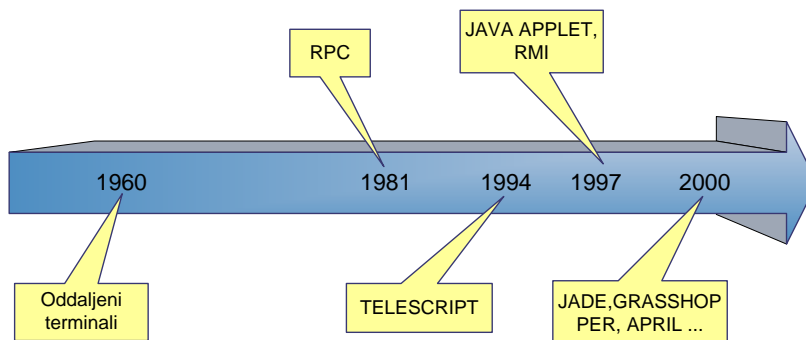 JAVA APPLET,
RMI
RPC
1960
1981
1994
1997
2000
Oddaljeni
terminali
TELESCRIPT
JADE,GRASSHOP
PER, APRIL ...